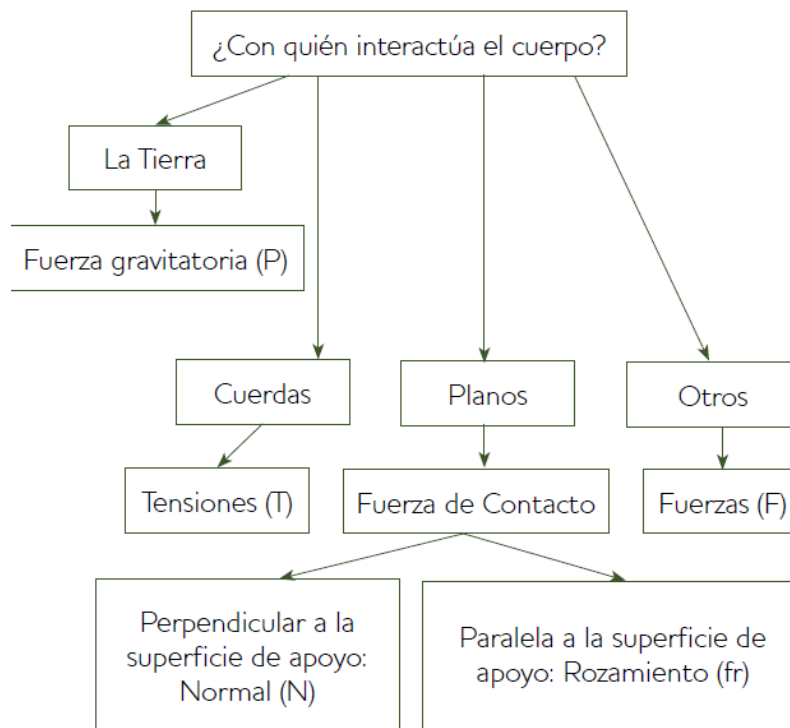 ¿Con quién interactúa el cuerpo?
La Tierra
Fuerza gravitatoria (P)
Cuerdas
Planos
Otros
Tensiones (T)
Fuerza de Contacto
Fuerzas (F)
Perpendicular a la
superficie de apoyo:
Normal (N)
Paralela a la superficie de
apoyo: Rozamiento (fr)